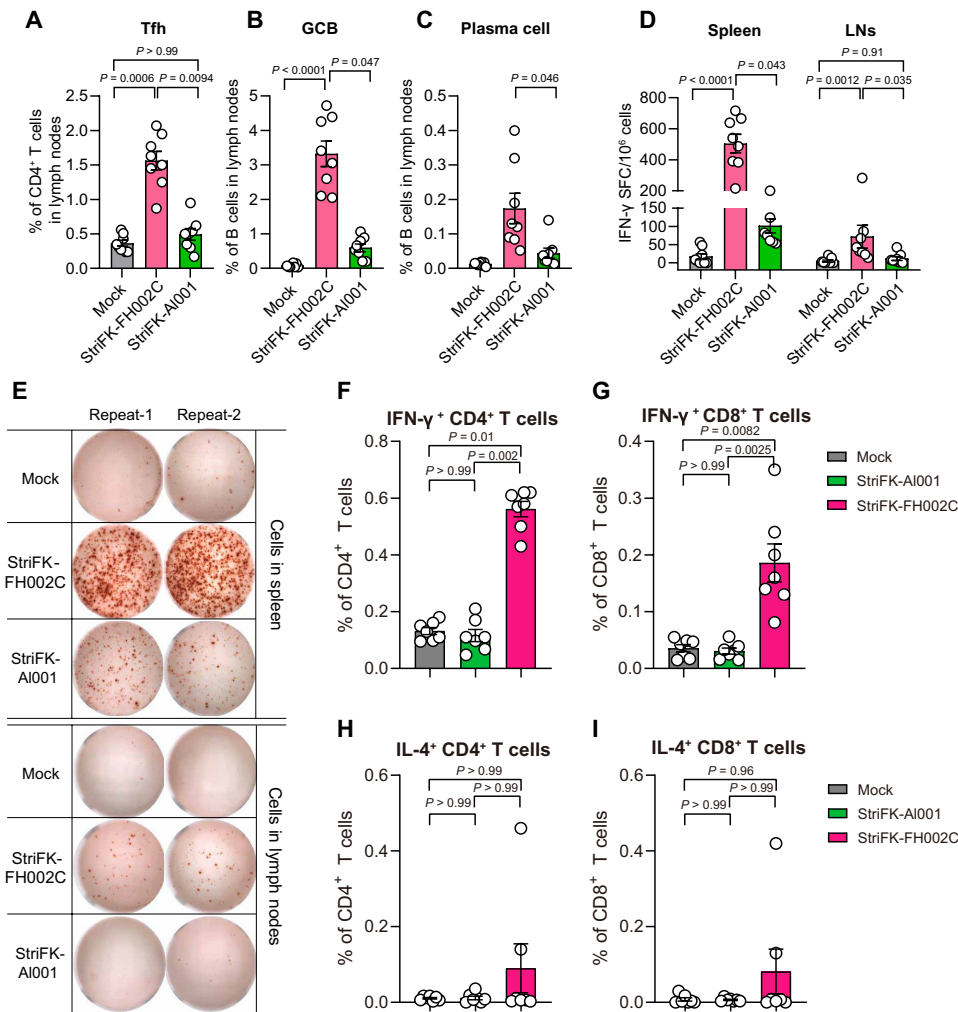 A
Tfh
P > 0.99
P = 0.0006 P = 0.0094
% of CD4⁺ T cells
in lymph nodes
2.5
2.0
1.5
1.0
0.5
0.0
Mock
StriFK-FH002C
StriFK-Al001
B
GCB
P < 0.0001 P = 0.047
% of B cells in lymph nodes
5
4
3
2
1
0
Mock
StriFK-FH002C
StriFK-Al001
C
Plasma cell
P = 0.046
% of B cells in lymph nodes
0.5
0.4
0.3
0.2
0.1
0.0
Mock
StriFK-FH002C
StriFK-Al001
D
Spleen LNs
P = 0.91
P < 0.0001 P = 0.043 P = 0.0012 P = 0.035
IFN-γ SFC/10⁶ cells
800
600
400
200
150
100
50
0
Mock
StriFK-FH002C
StriFK-Al001
Mock
StriFK-FH002C
StriFK-Al001
E
Repeat-1 Repeat-2
Mock
StriFK-
FH002C
StriFK-
Al001
Cells in spleen
Mock
StriFK-
FH002C
StriFK-
Al001
Cells in lymph nodes
F
IFN-γ⁺ CD4⁺ T cells
P = 0.01
P = 0.002
P > 0.99
% of CD4⁺ T cells
0.8
0.6
0.4
0.2
0.0
G
IFN-γ⁺ CD8⁺ T cells
P = 0.0082
P = 0.0025
P > 0.99
% of CD8⁺ T cells
0.4
0.3
0.2
0.1
0.0
Mock
StriFK-Al001
StriFK-FH002C
H
IL-4⁺ CD4⁺ T cells
P > 0.99
P > 0.99
P > 0.99
% of CD4⁺ T cells
0.6
0.4
0.2
0.0
I
IL-4⁺ CD8⁺ T cells
P = 0.96
P > 0.99
P > 0.99
% of CD8⁺ T cells
0.6
0.4
0.2
0.0
Mock
StriFK-Al001
StriFK-FH002C